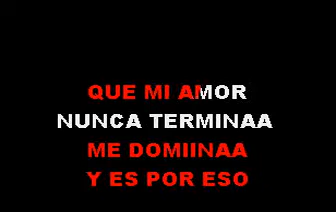 QUE MI AMOR
NUNCA TERMINAA
ME DOMIINAA
Y ES POR ESO